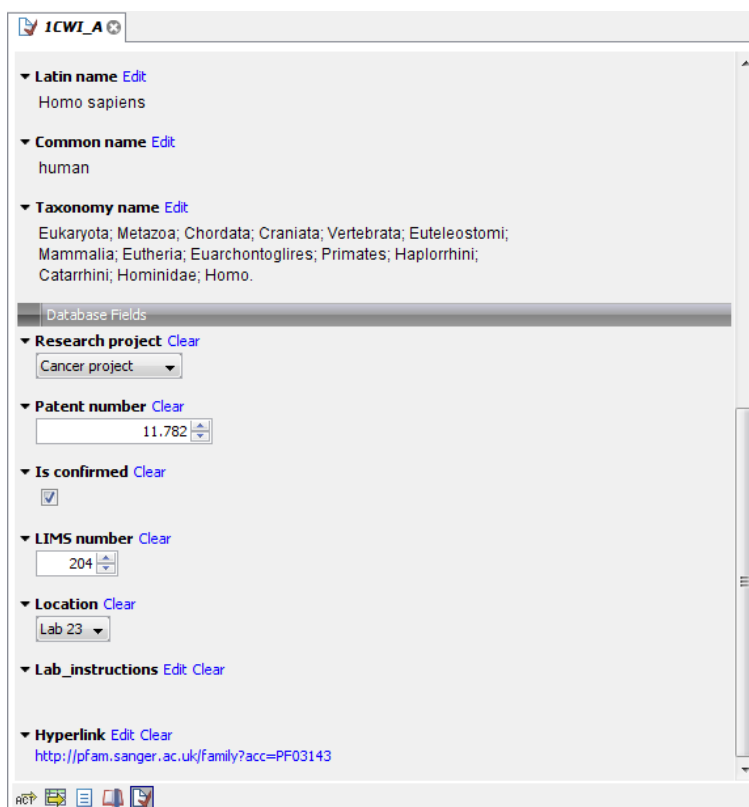 1CWI_A
Latin name Edit
Homo sapiens
Common name Edit
human
Taxonomy name Edit
Eukaryota; Metazoa; Chordata; Craniata; Vertebrata; Euteleostomi;
Mammalia; Eutheria; Euarchontoglires; Primates; Haplorrhini;
Catarrhini; Hominidae; Homo.
Database Fields
Research project Clear
Cancer project
Patent number Clear
11.782
Is confirmed Clear
LIMS number Clear
204
Location Clear
Lab 23
Lab_instructions Edit Clear
Hyperlink Edit Clear
http://pfam.sanger.ac.uk/family?acc=PF03143
ACT